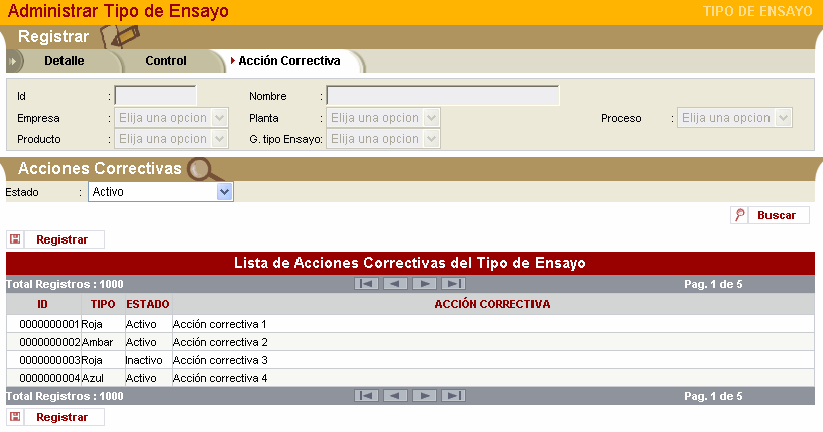 Administrar Tipo de Ensayo TIPO DE ENSAYO
Registrar
Detalle Control Acción Correctiva
Id : Nombre :
Empresa : Elija una opcion Planta : Elija una opcion Proceso : Elija una opcion
Producto : Elija una opcion G. tipo Ensayo: Elija una opcion
Acciones Correctivas
Estado : Activo
Buscar
Registrar
Lista de Acciones Correctivas del Tipo de Ensayo
Total Registros : 1000 Pag. 1 de 5
ID TIPO ESTADO ACCIÓN CORRECTIVA
0000000001 Roja Activo Acción correctiva 1
0000000002 Ambar Activo Acción correctiva 2
0000000003 Roja Inactivo Acción correctiva 3
0000000004 Azul Activo Acción correctiva 4
Total Registros : 1000 Pag. 1 de 5
Registrar